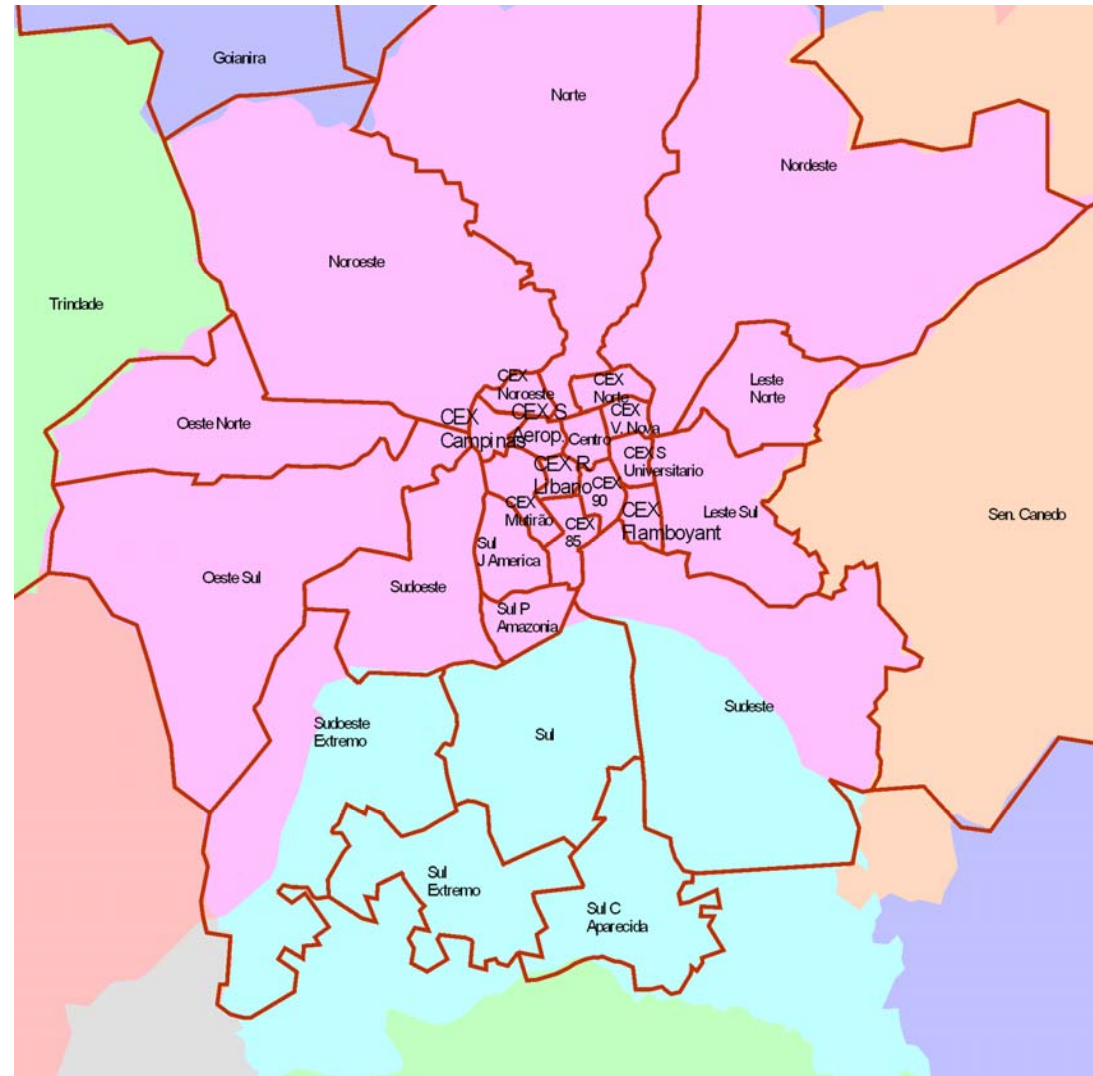 Goianira
Norte
Nordeste
Noroeste
Trindade
CEX
Noroeste
CEX
Norte
Leste
Norte
Oeste Norte
CEX
Campinas
CEX S
Aerop.
CEX
V. Nova
Centro
CEX S
Universitario
CEX R
Libano
CEX
90
CEX
Mutirão
CEX
Flamboyant
Leste Sul
Sen. Canedo
CEX
85
Sul
J America
Oeste Sul
Sudoeste
Sul P
Amazonia
Sudoeste
Extremo
Sul
Sudeste
Sul
Extremo
Sul C
Aparecida